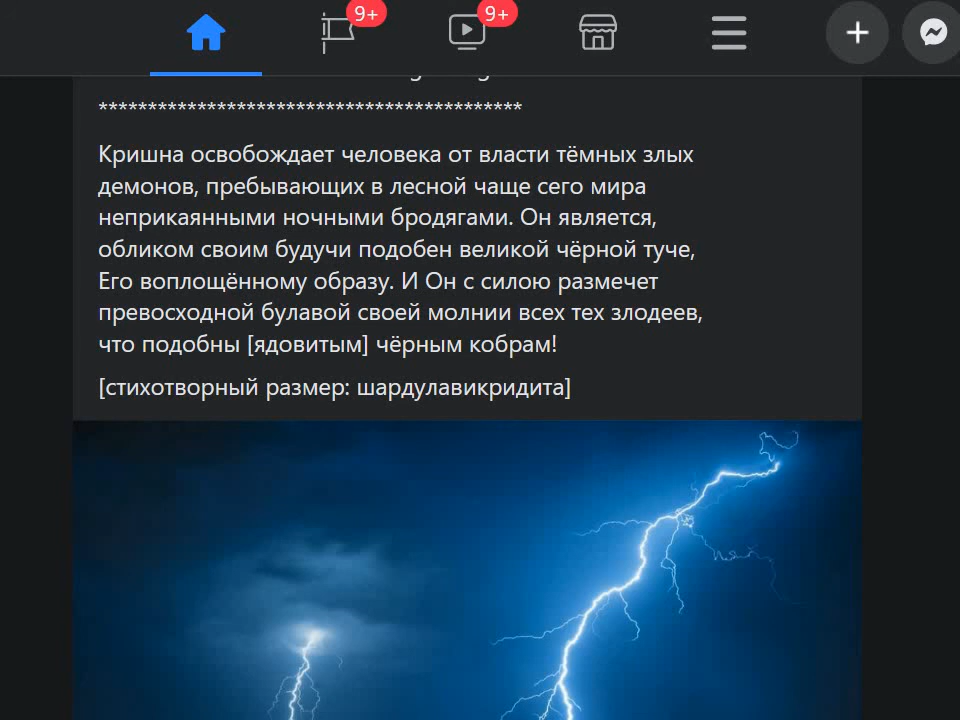 9+
9+
******************************************
Кришна освобождает человека от власти тёмных злых
демонов, пребывающих в лесной чаще сего мира
неприкаянными ночными бродягами. Он является,
обликом своим будучи подобен великой чёрной туче,
Его воплощённому образу. И Он с силою размечет
превосходной булавой своей молнии всех тех злодеев,
что подобны [ядовитым] чёрным кобрам!
[стихотворный размер: шардулавикридита]